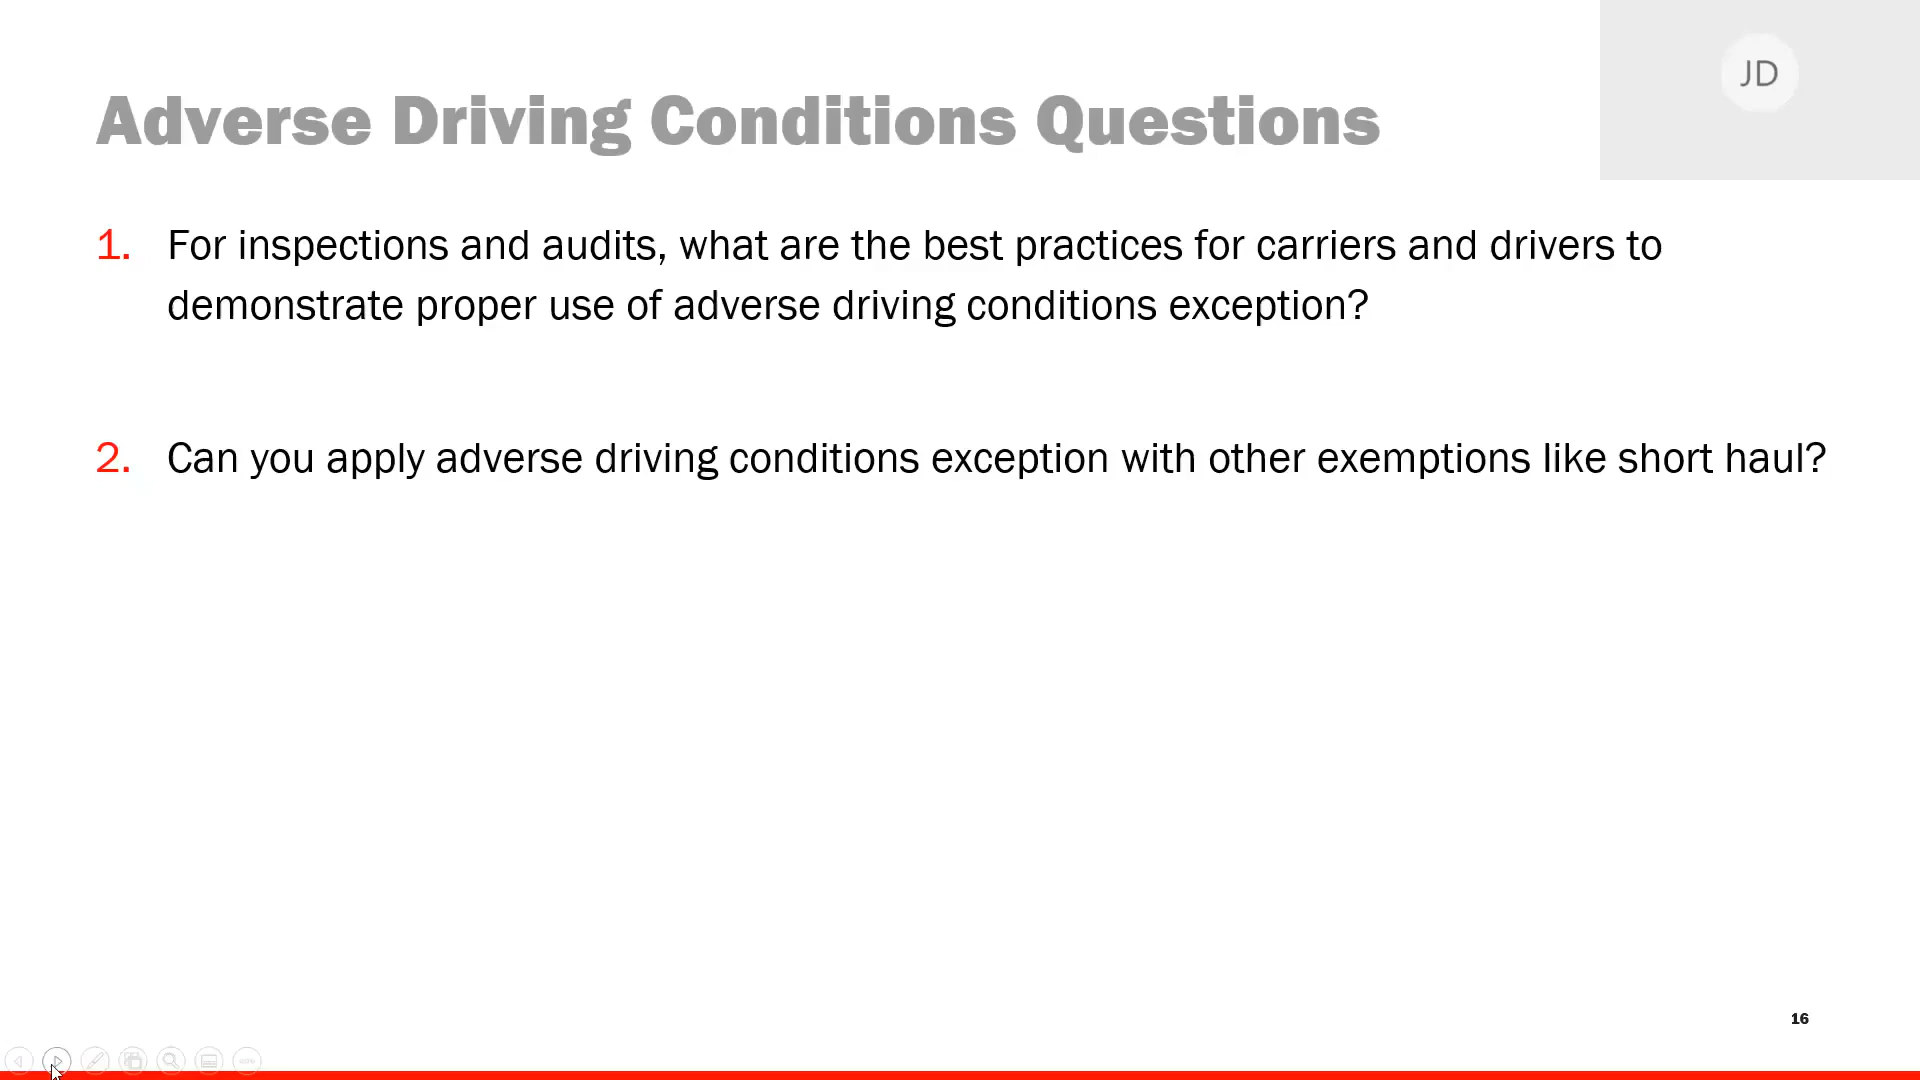 JD
Adverse Driving Conditions Questions
1. For inspections and audits, what are the best practices for carriers and drivers to
demonstrate proper use of adverse driving conditions exception?
2. Can you apply adverse driving conditions exception with other exemptions like short haul?
16